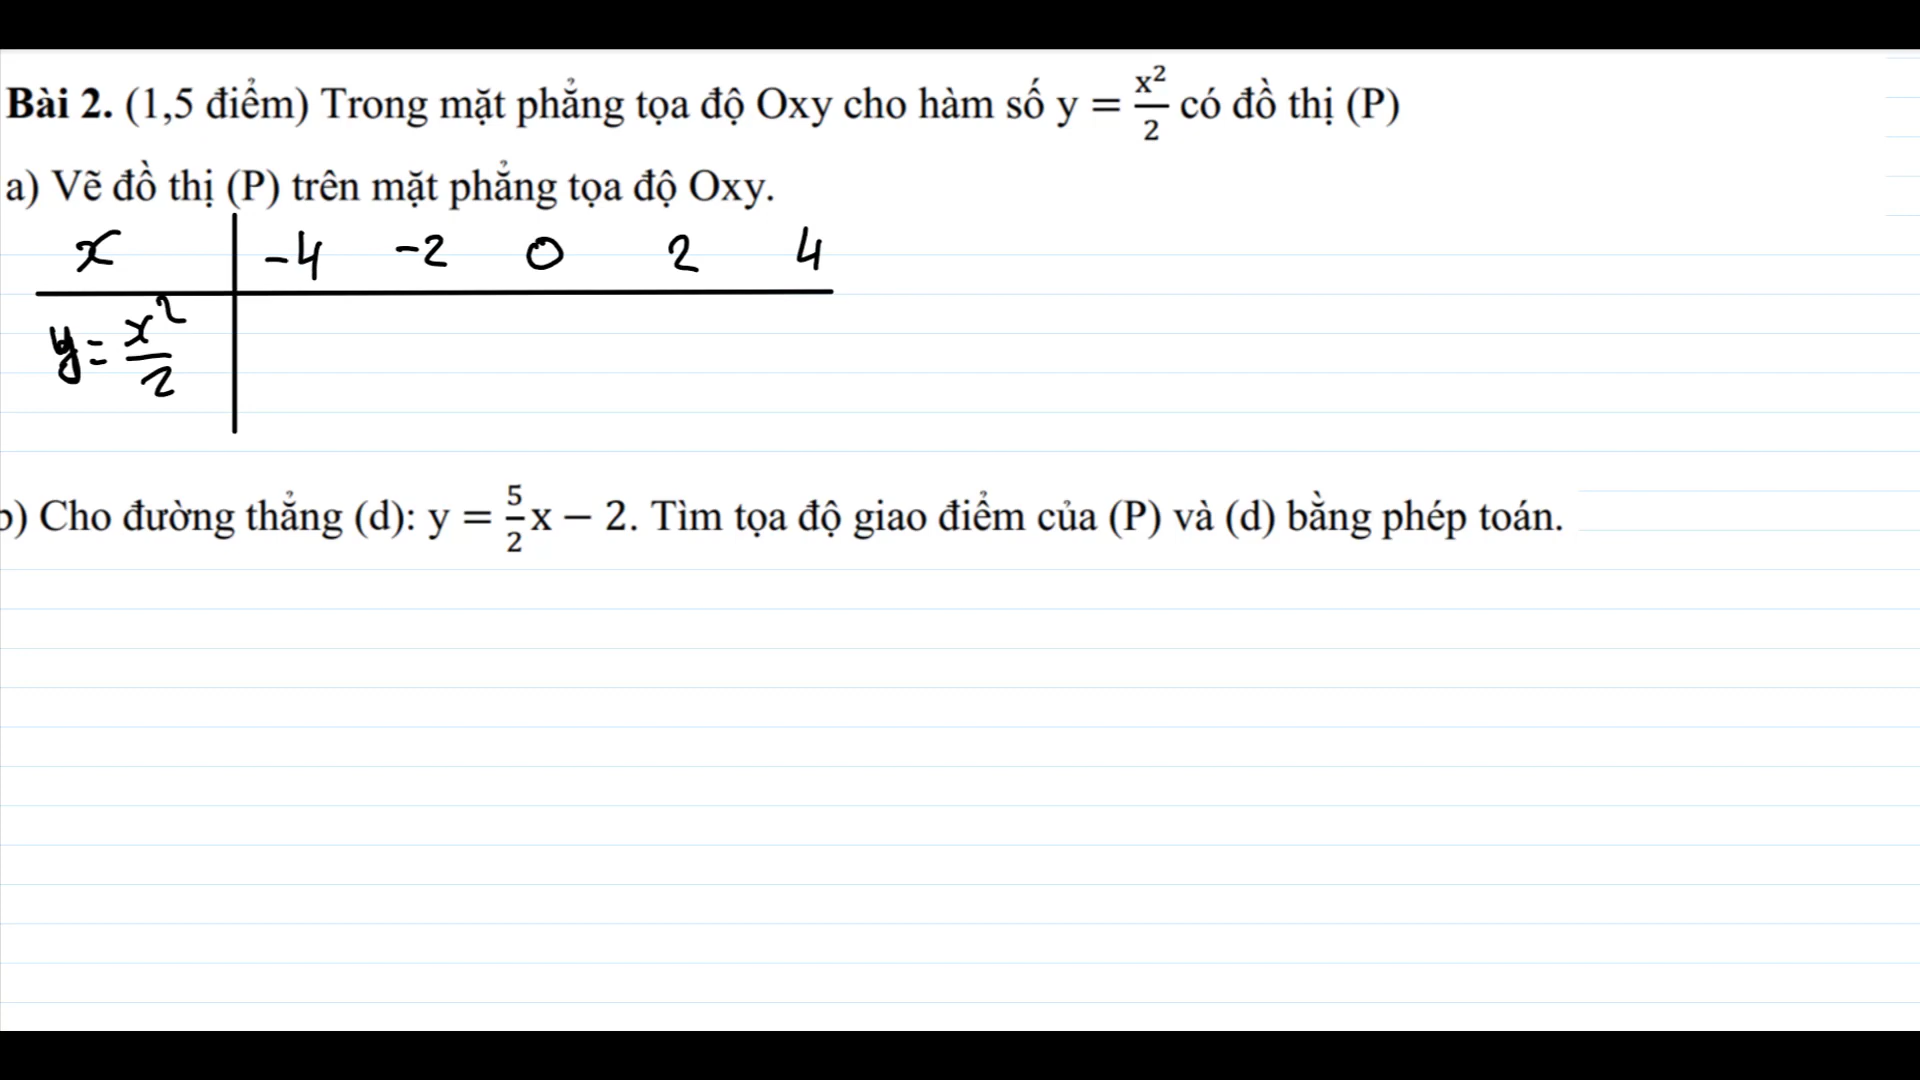 Bài 2. (1,5 điểm) Trong mặt phẳng tọa độ Oxy cho hàm số y = x²/2 có đồ thị (P)
a) Vẽ đồ thị (P) trên mặt phẳng tọa độ Oxy.
x -4 -2 0 2 4
y = x²/2
b) Cho đường thẳng (d): y = 5/2x − 2. Tìm tọa độ giao điểm của (P) và (d) bằng phép toán.